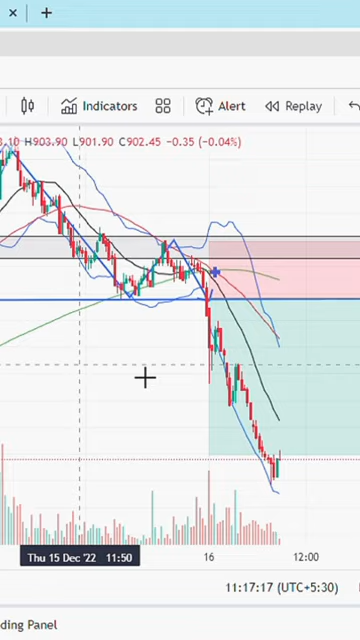 × +
Indicators Alert Replay
H903.90 L901.90 C902.45 −0.35 (−0.04%)
Thu 15 Dec '22 11:50 16 12:00
11:17:17 (UTC+5:30)
ding Panel